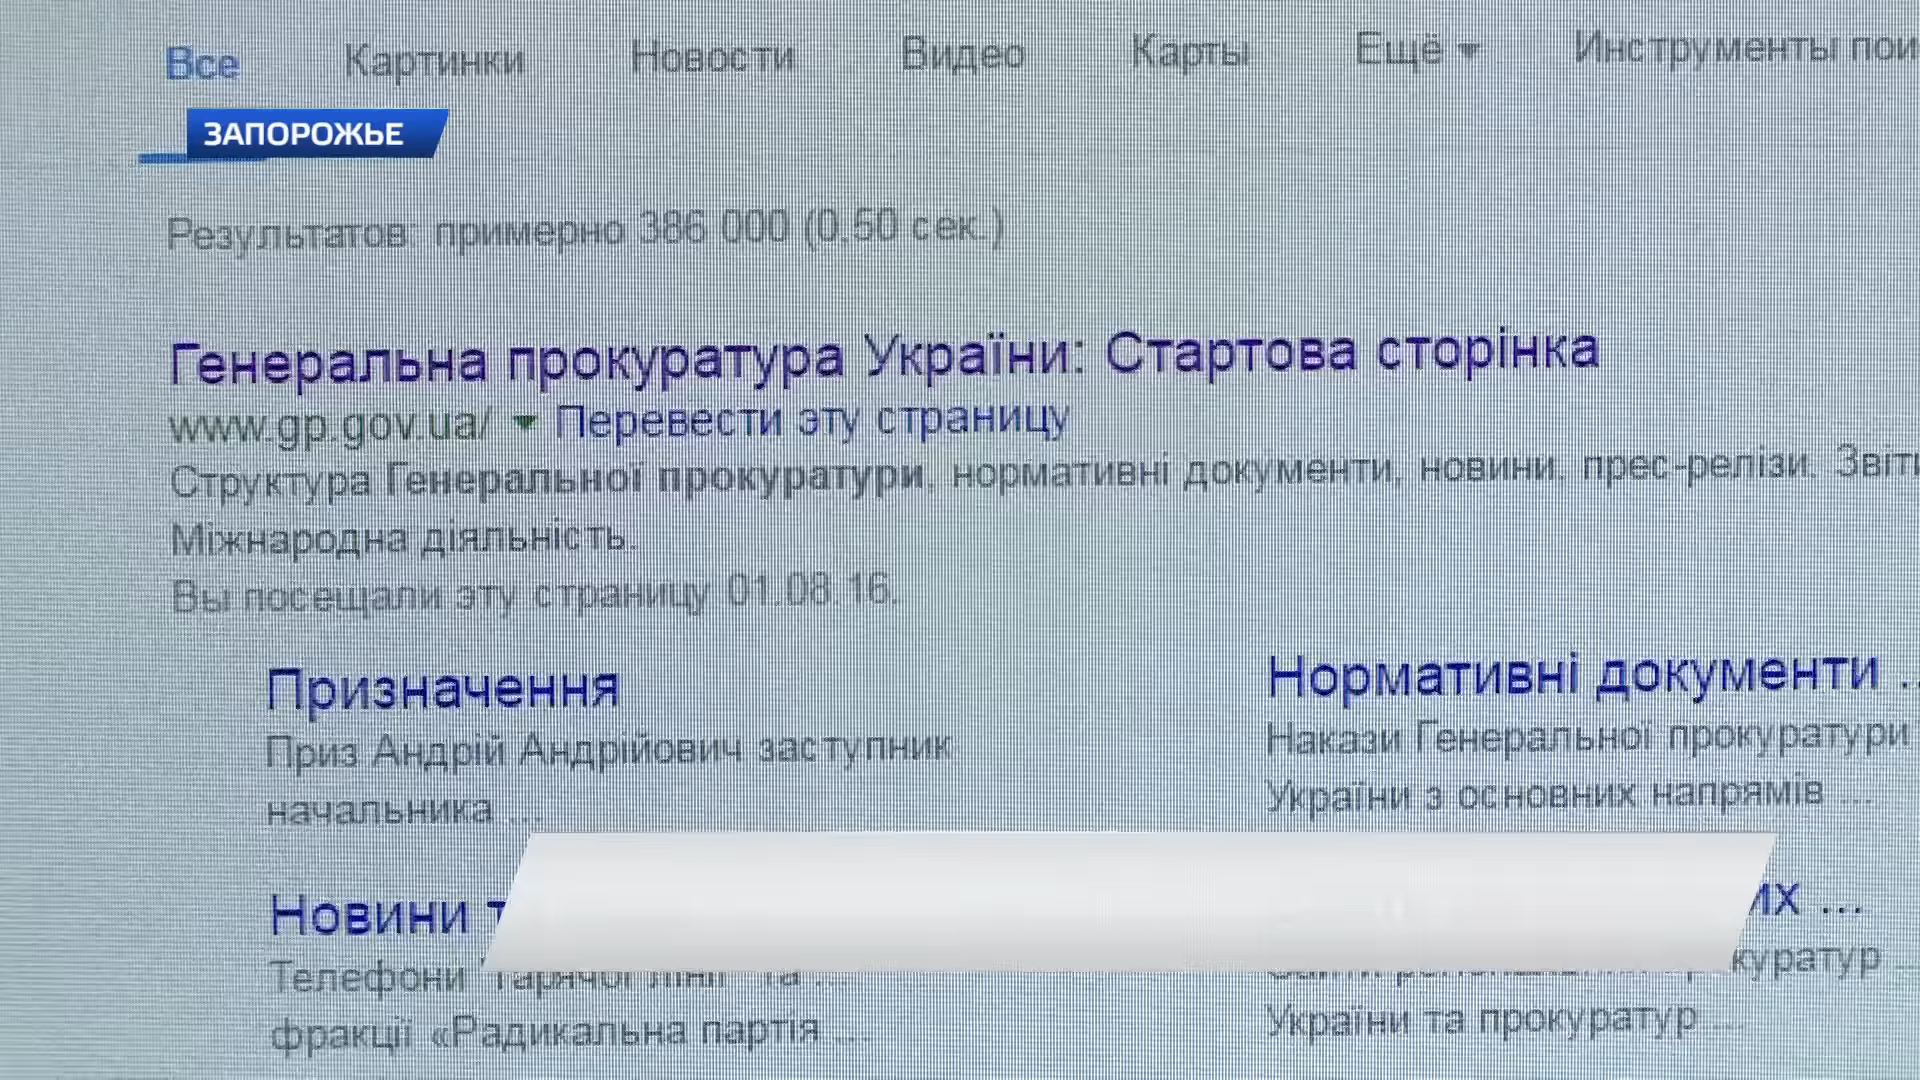 Все Картинки Новости Видео Карты Ещё Инструменты
ЗАПОРОЖЬЕ
Результатов: примерно 386 000 (0,50 сек.)
Генеральна прокуратура України: Стартова сторінка
www.gp.gov.ua/ Перевести эту страницу
Структура Генеральної прокуратури, нормативні документи, новини, прес-релізи.
Міжнародна діяльність.
Вы посещали эту страницу 01.08.16.
Призначення
Приз Андрій Андрійович заступник
начальника ...
Нормативні документи ...
Накази Генеральної прокуратури
України з основних напрямів ...
Новини
Телефони
фракції «Радикальна партія ...
України та прокуратур ...